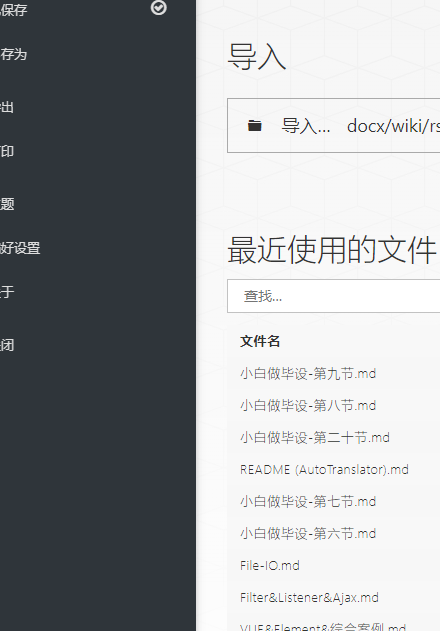 保存
存为
出
印
题
好设置
于
闭
导入
导入... docx/wiki/rs
最近使用的文件
查找...
文件名
小白做毕设-第九节.md
小白做毕设-第八节.md
小白做毕设-第二十节.md
README (AutoTranslator).md
小白做毕设-第七节.md
小白做毕设-第六节.md
File-IO.md
Filter&Listener&Ajax.md
VUE&Element&综合案例.md